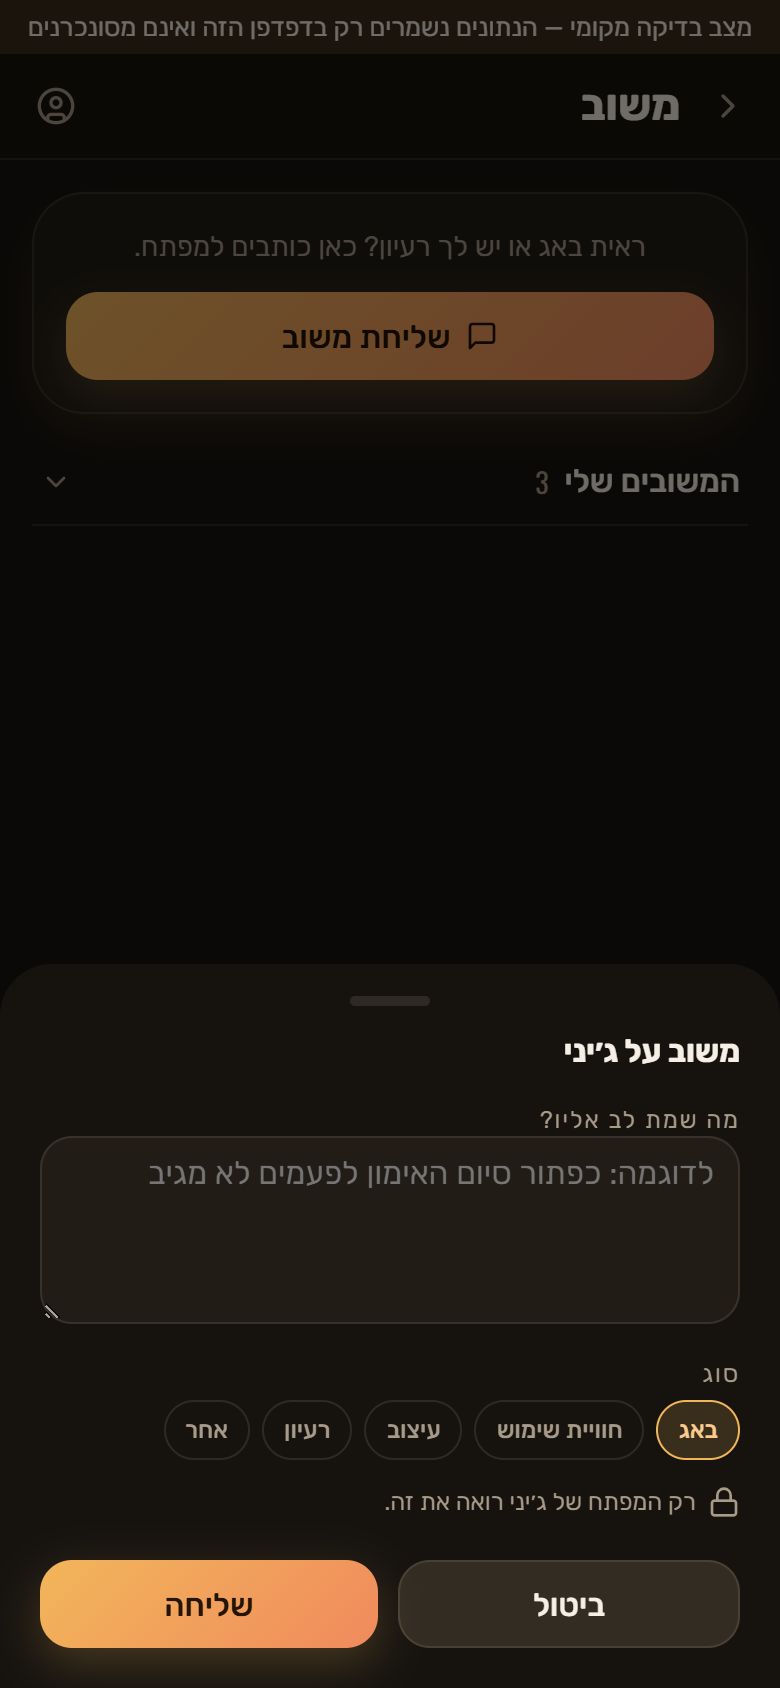 מצב בדיקה מקומי — הנתונים נשמרים רק בדפדפן הזה ואינם מסונכרנים
משוב
ראית באג או יש לך רעיון? כאן כותבים למפתח.
שליחת משוב
המשובים שלי 3
משוב על ג׳יני
מה שמת לב אליו?
לדוגמה: כפתור סיום האימון לפעמים לא מגיב
סוג
באג חוויית שימוש עיצוב רעיון אחר
רק המפתח של ג׳יני רואה את זה.
ביטול שליחה